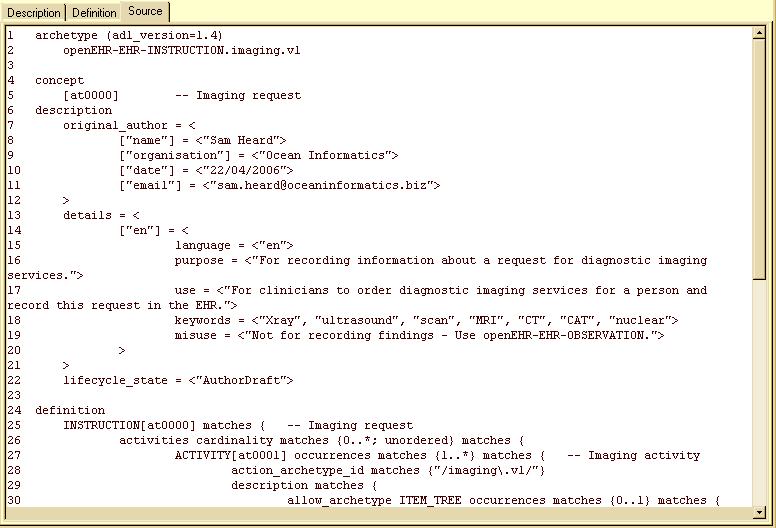 Description Definition Source
1 archetype (adl_version=1.4)
2 openEHR-EHR-INSTRUCTION.imaging.v1
3
4 concept
5 [at0000] -- Imaging request
6 description
7 original_author = <
8 ["name"] = <"Sam Heard">
9 ["organisation"] = <"Ocean Informatics">
10 ["date"] = <"22/04/2006">
11 ["email"] = <"sam.heard@oceaninformatics.biz">
12 >
13 details = <
14 ["en"] = <
15 language = <"en">
16 purpose = <"For recording information about a request for diagnostic imaging
services.">
17 use = <"For clinicians to order diagnostic imaging services for a person and
record this request in the EHR.">
18 keywords = <"Xray", "ultrasound", "scan", "MRI", "CT", "CAT", "nuclear">
19 misuse = <"Not for recording findings - Use openEHR-EHR-OBSERVATION.">
20 >
21 >
22 lifecycle_state = <"AuthorDraft">
23
24 definition
25 INSTRUCTION[at0000] matches { -- Imaging request
26 activities cardinality matches {0..*; unordered} matches {
27 ACTIVITY[at0001] occurrences matches {1..*} matches { -- Imaging activity
28 action_archetype_id matches {"/imaging\.v1/"}
29 description matches {
30 allow_archetype ITEM_TREE occurrences matches {0..1} matches {